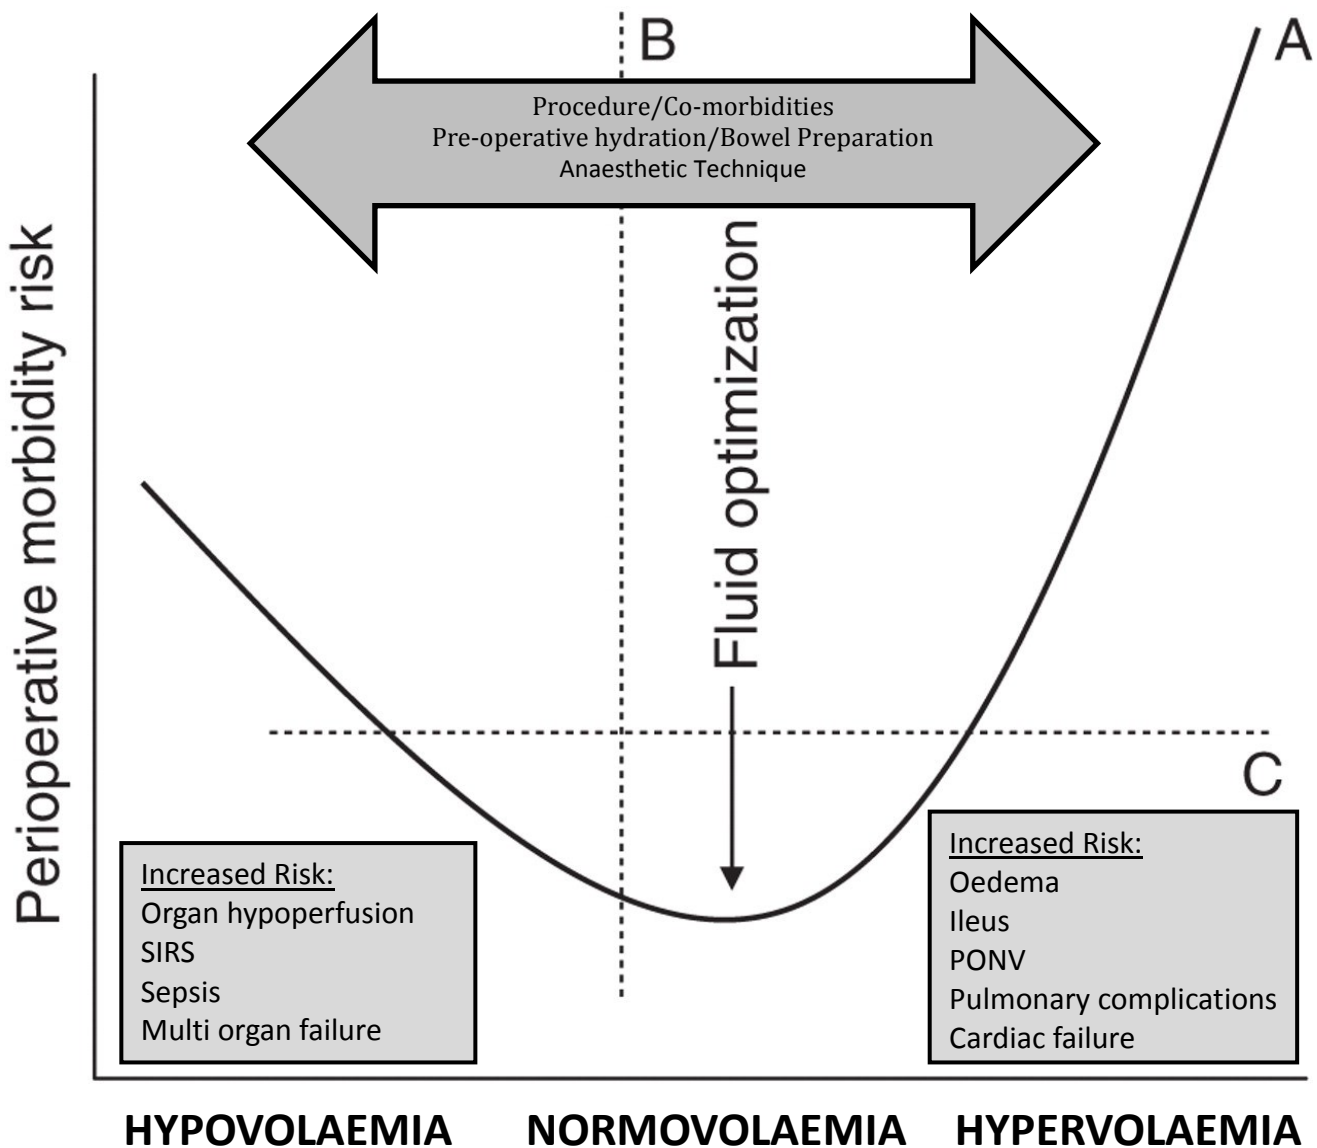 B
A
Procedure/Co-morbidities
Pre-operative hydration/Bowel Preparation
Anaesthetic Technique
Perioperative morbidity risk
Fluid optimization
C
Increased Risk:
Organ hypoperfusion
SIRS
Sepsis
Multi organ failure
Increased Risk:
Oedema
Ileus
PONV
Pulmonary complications
Cardiac failure
HYPOVOLAEMIA NORMOVOLAEMIA HYPERVOLAEMIA